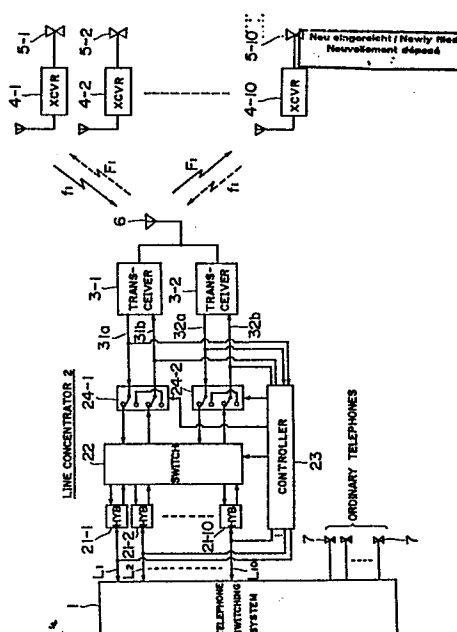 Neu eingereicht / Newly filed
Nouvellement déposé
5-1
5-2
5-10
XCVR
XCVR
XCVR
4-1
4-2
4-10
f1
F1
F1
f1
6
3-1
TRANS-
CEIVER
3-2
TRANS-
CEIVER
31a
31b
32a
32b
LINE CONCENTRATOR 2
24-1
24-2
22
SWITCH
CONTROLLER
23
21-1
HYB
21-2
HYB
21-10
HYB
L1
L2
L10
ORDINARY TELEPHONES
7
7
1
TELEPHONE
SWITCHING
SYSTEM